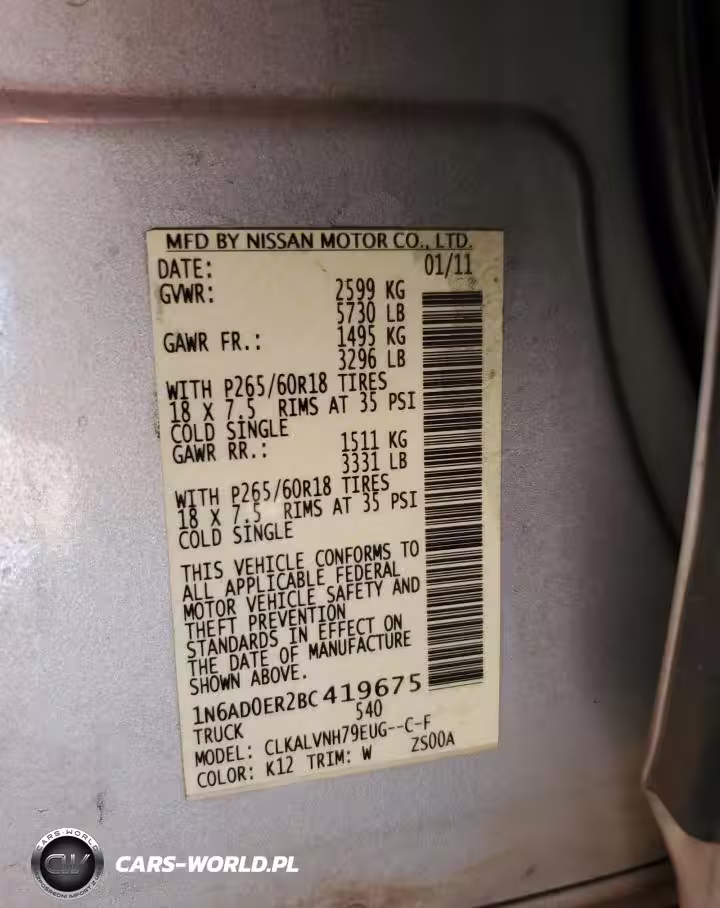 MFD BY NISSAN MOTOR CO., LTD.
DATE: 01/11
GVWR: 2599 KG
5730 LB
GAWR FR.: 1495 KG
3296 LB
WITH P265/60R18 TIRES
18 X 7.5 RIMS AT 35 PSI
COLD SINGLE
GAWR RR.: 1511 KG
3331 LB
WITH P265/60R18 TIRES
18 X 7.5 RIMS AT 35 PSI
COLD SINGLE
THIS VEHICLE CONFORMS TO
ALL APPLICABLE FEDERAL
MOTOR VEHICLE SAFETY AND
THEFT PREVENTION
STANDARDS IN EFFECT ON
THE DATE OF MANUFACTURE
SHOWN ABOVE.
1N6AD0ER2BC419675
TRUCK 540
MODEL: CLKALVNH79EUG--C-F
COLOR: K12 TRIM: W ZS00A
CARS-WORLD
CW
CARS-WORLD.PL